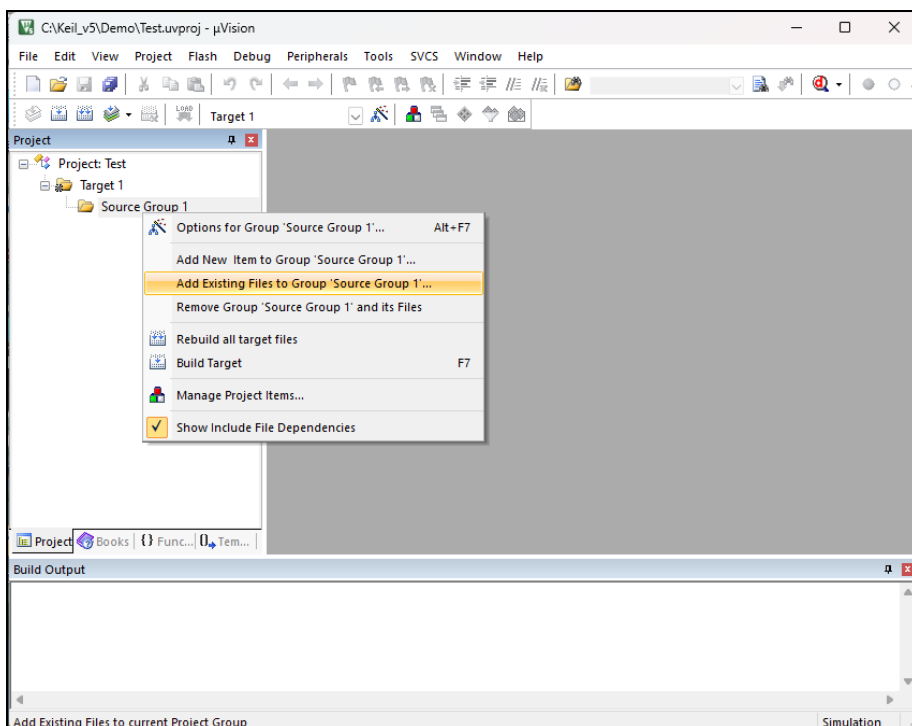 C:\Keil_v5\Demo\Test.uvproj - µVision
File Edit View Project Flash Debug Peripherals Tools SVCS Window Help
LOAD Target 1
Project
Project: Test
Target 1
Source Group 1
Options for Group 'Source Group 1'... Alt+F7
Add New Item to Group 'Source Group 1'...
Add Existing Files to Group 'Source Group 1'...
Remove Group 'Source Group 1' and its Files
Rebuild all target files
Build Target F7
Manage Project Items...
Show Include File Dependencies
Project Books {} Func... 0 Tem...
Build Output
Add Existing Files to current Project Group Simulation